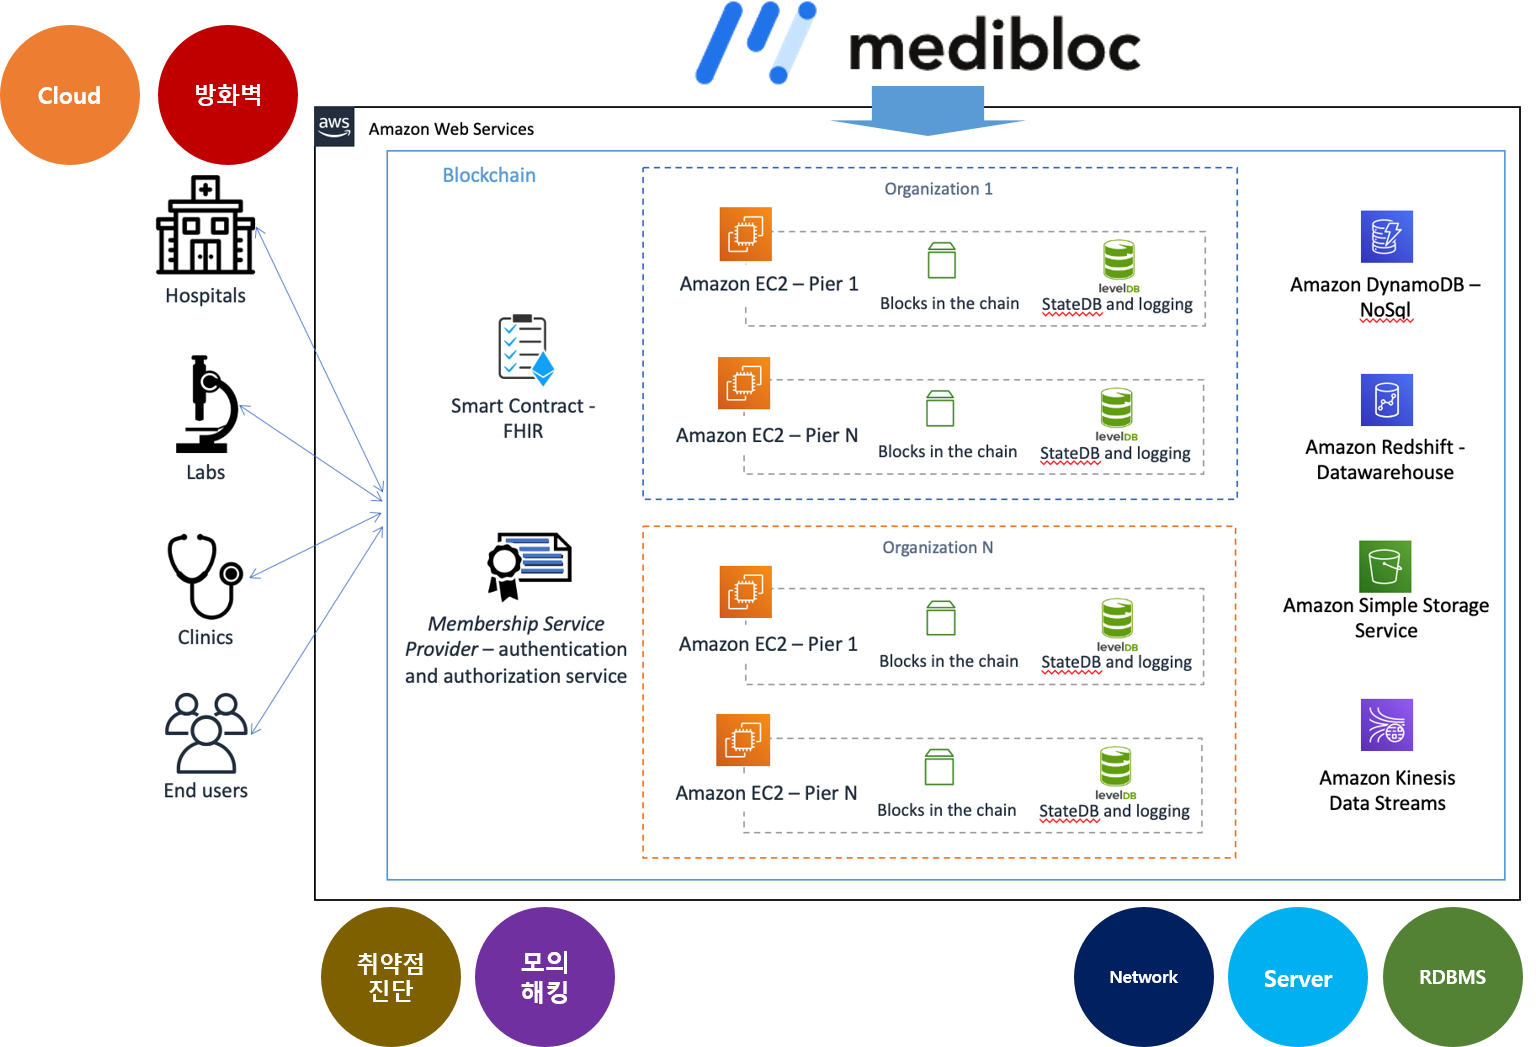 medibloc
Cloud
방화벽
aws
Amazon Web Services
Blockchain
Hospitals
Labs
Clinics
End users
Smart Contract -
FHIR
Membership Service
Provider – authentication
and authorization service
Organization 1
Amazon EC2 – Pier 1
Blocks in the chain
levelDB
StateDB and logging
Amazon EC2 – Pier N
Blocks in the chain
levelDB
StateDB and logging
Organization N
Amazon EC2 – Pier 1
Blocks in the chain
levelDB
StateDB and logging
Amazon EC2 – Pier N
Blocks in the chain
levelDB
StateDB and logging
Amazon DynamoDB –
NoSql
Amazon Redshift -
Datawarehouse
Amazon Simple Storage
Service
Amazon Kinesis
Data Streams
취약점
진단
모의
해킹
Network
Server
RDBMS